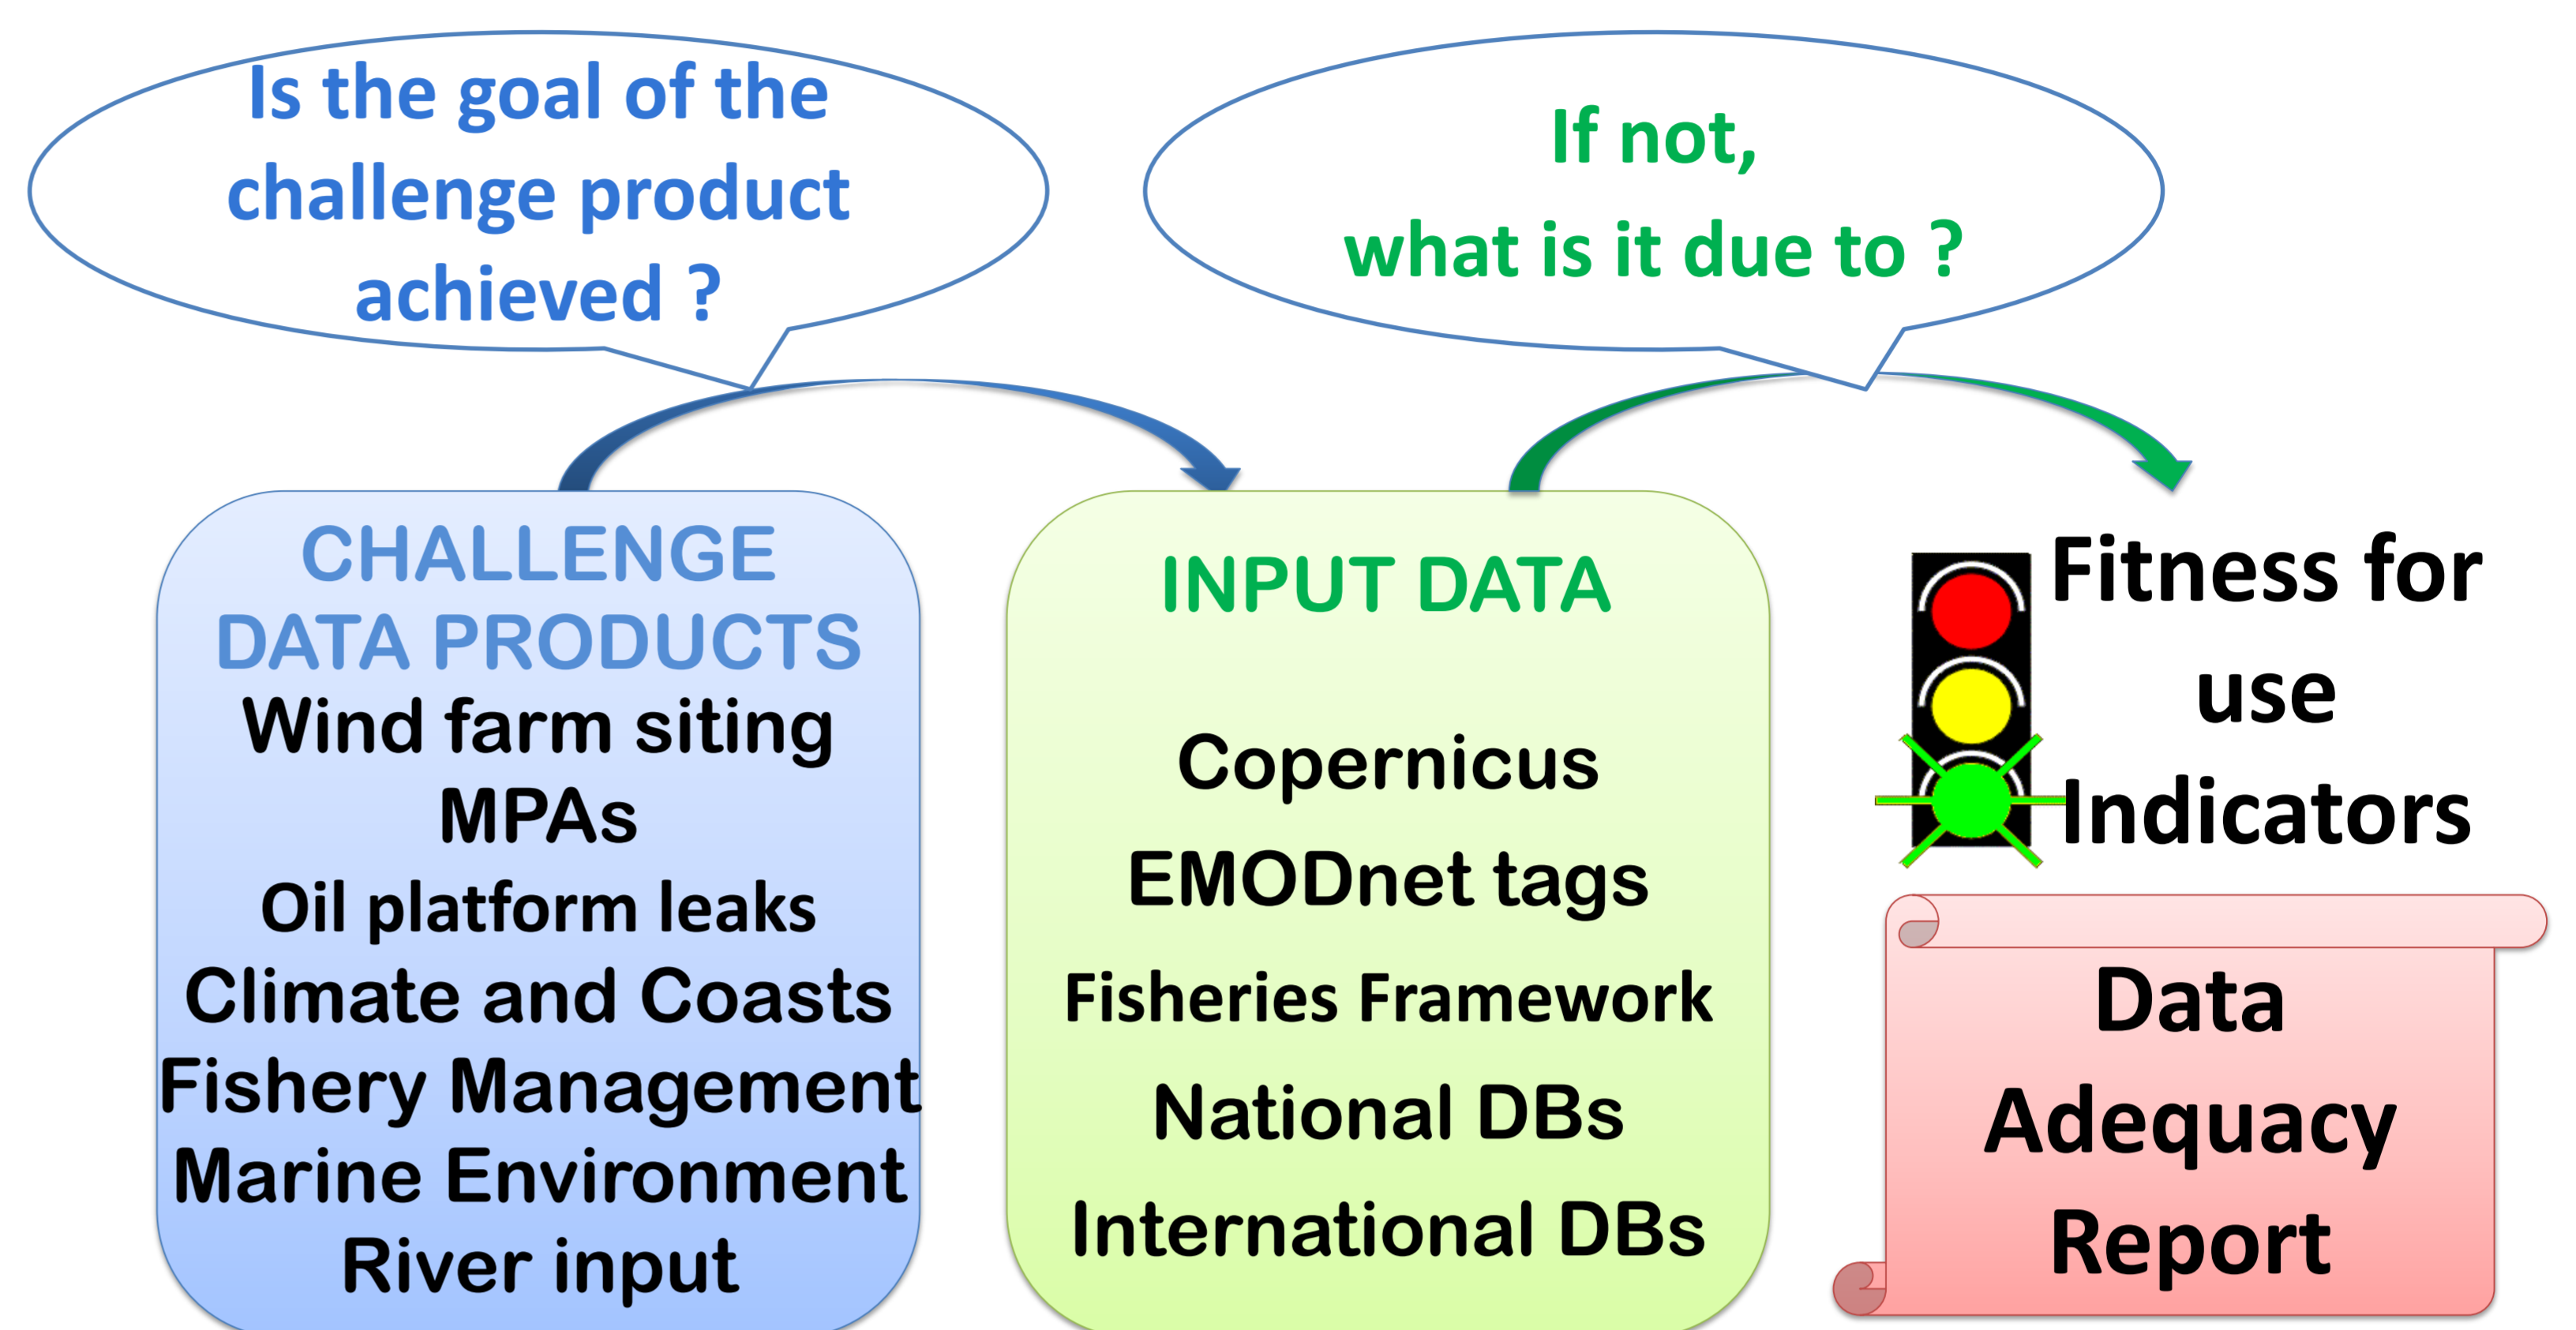 Is the goal of the
challenge product
achieved ?
If not,
what is it due to ?
CHALLENGE
DATA PRODUCTS
Wind farm siting
MPAs
Oil platform leaks
Climate and Coasts
Fishery Management
Marine Environment
River input
INPUT DATA
Copernicus
EMODnet tags
Fisheries Framework
National DBs
International DBs
Fitness for
use
Indicators
Data
Adequacy
Report